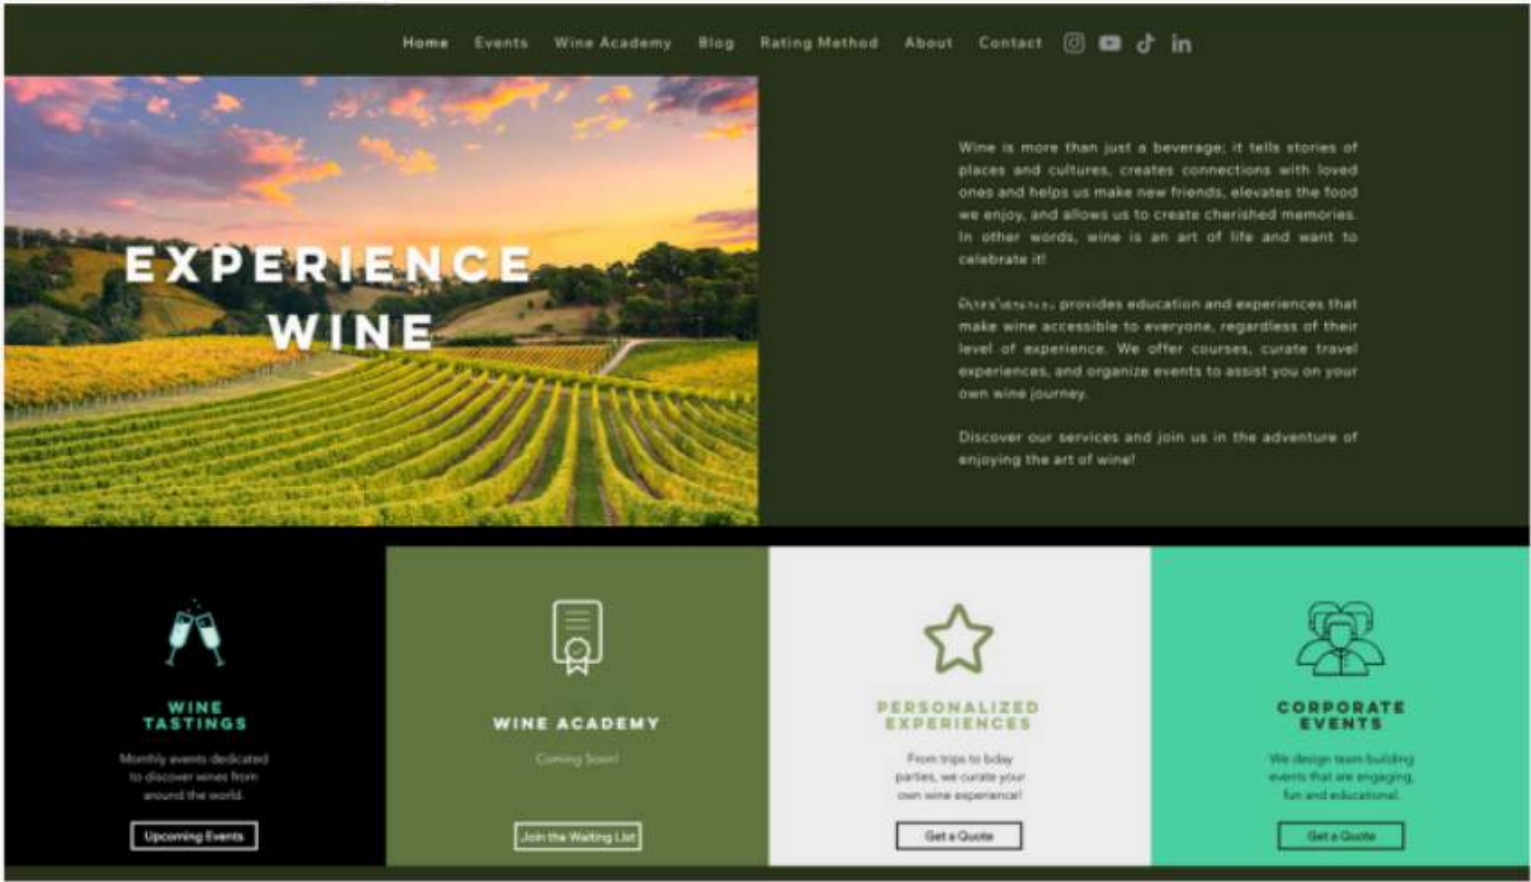 Home Events Wine Academy Blog Rating Method About Contact
EXPERIENCE
WINE
Wine is more than just a beverage; it tells stories of
places and cultures, creates connections with loved
ones and helps us make new friends, elevates the food
we enjoy, and allows us to create cherished memories.
In other words, wine is an art of life and want to
celebrate it!
provides education and experiences that
make wine accessible to everyone, regardless of their
level of experience. We offer courses, curate travel
experiences, and organize events to assist you on your
own wine journey.
Discover our services and join us in the adventure of
enjoying the art of wine!
WINE
TASTINGS
Monthly events dedicated
to discover wines from
around the world.
Upcoming Events
WINE ACADEMY
Coming Soon!
Join the Waiting List
PERSONALIZED
EXPERIENCES
From trips to bday
parties, we curate your
own wine experience!
Get a Quote
CORPORATE
EVENTS
We design team building
events that are engaging,
fun and educational.
Get a Quote